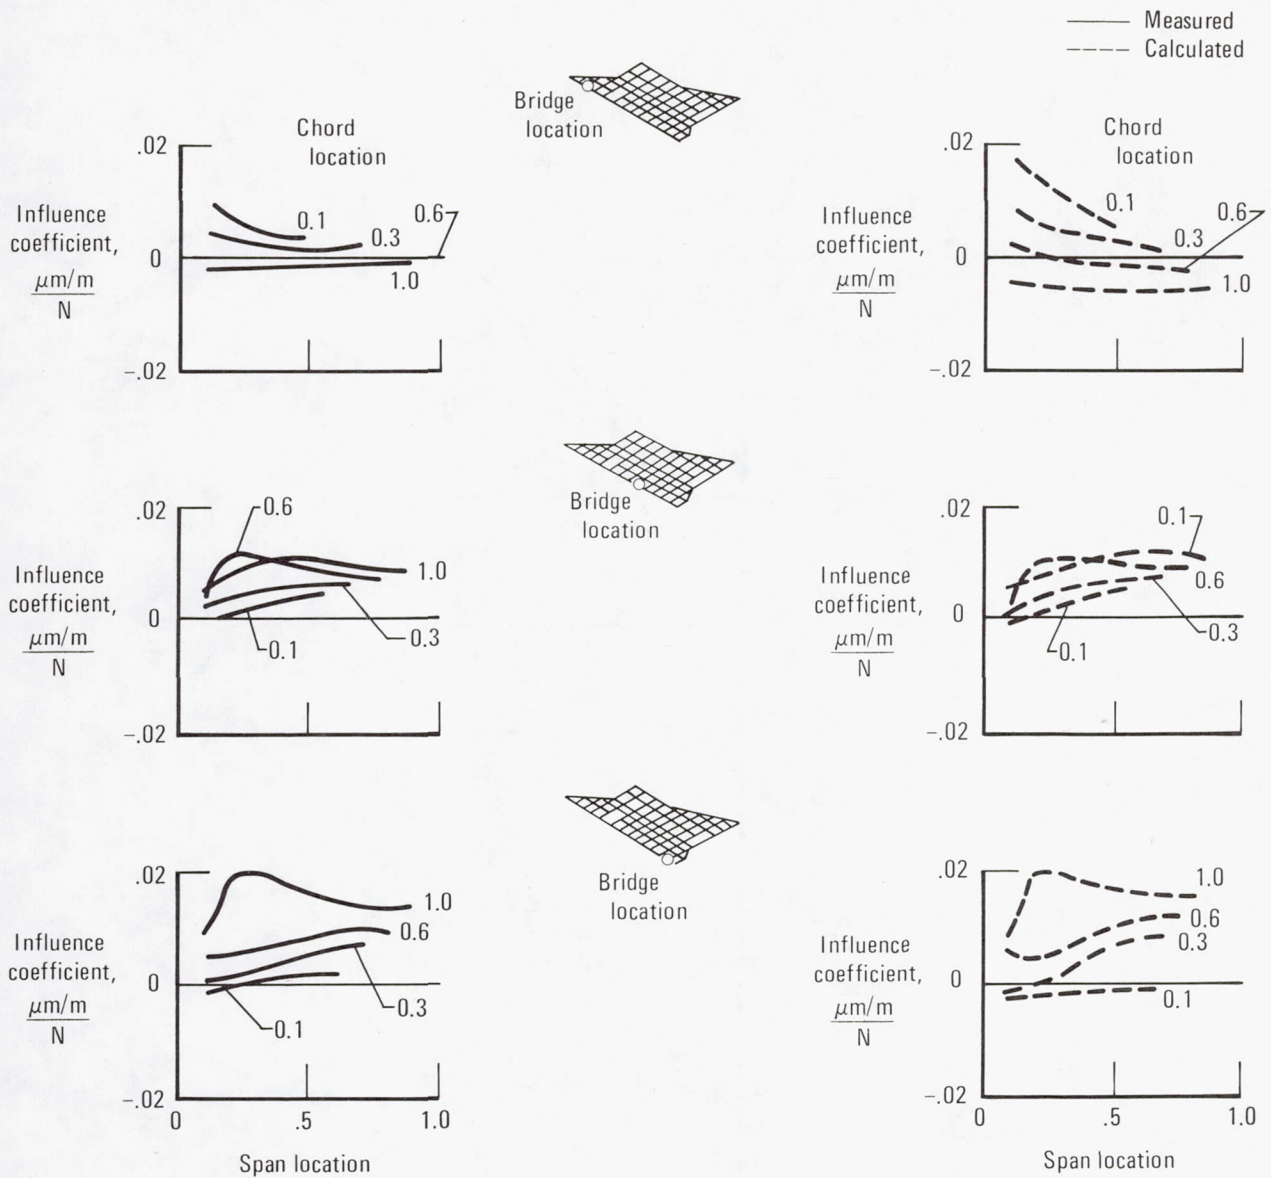 Measured
Calculated
Bridge
location
Chord
location
.02
0
-.02
Influence
coefficient,
μm/m
N
0.1
0.3
0.6
1.0
Chord
location
.02
0
-.02
Influence
coefficient,
μm/m
N
0.1
0.3
0.6
1.0
Bridge
location
.02
0
-.02
Influence
coefficient,
μm/m
N
0.6
1.0
0.3
0.1
.02
0
-.02
Influence
coefficient,
μm/m
N
0.1
0.6
0.3
0.1
Bridge
location
.02
0
-.02
Influence
coefficient,
μm/m
N
1.0
0.6
0.3
0.1
0 .5 1.0
Span location
.02
0
-.02
Influence
coefficient,
μm/m
N
1.0
0.6
0.3
0.1
0 .5 1.0
Span location